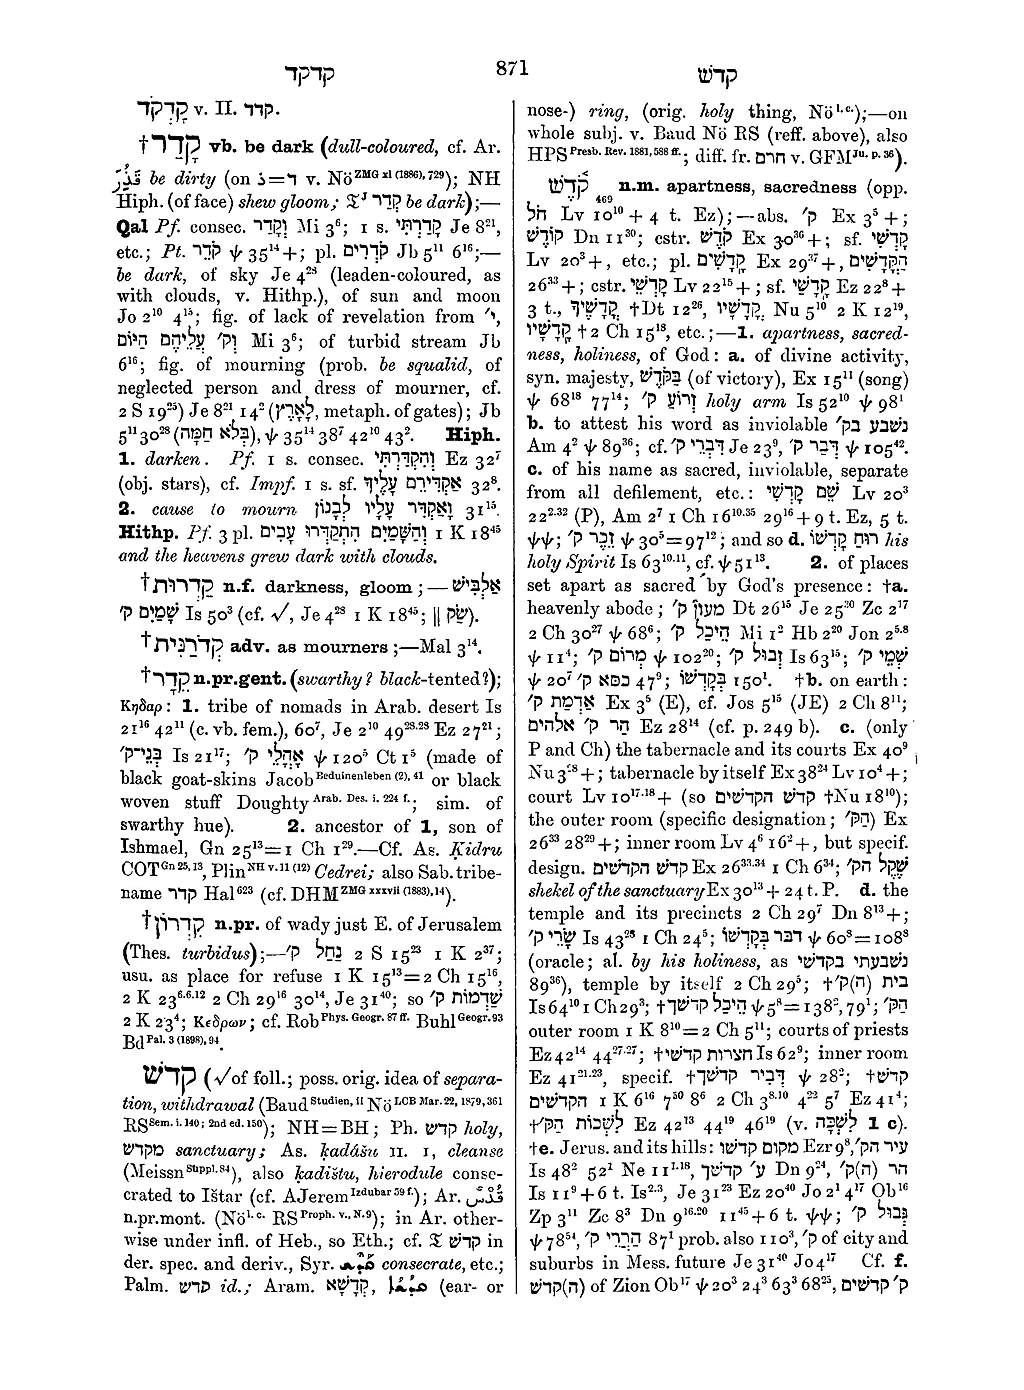 קדקד
871
קדש
קָדְקֹד v. II. קדד.
†קָדַר vb. be dark (dull-coloured, cf. Ar.
قَذُرَ be dirty (on ד=ذ v. Nö ZMG xl (1886), 729); NH
Hiph. (of face) shew gloom; 𝔗J קדר be dark);—
Qal Pf. consec. וְקָדַר Mi 3⁶; 1 s. קָדַרְתִּי Je 8²¹,
etc.; Pt. קֹדֵר ψ 35¹⁴+; pl. קֹדְרִים Jb 5¹¹ 6¹⁶;—
be dark, of sky Je 4²⁸ (leaden-coloured, as
with clouds, v. Hithp.), of sun and moon
Jo 2¹⁰ 4¹⁵; fig. of lack of revelation from י׳,
וְק׳ עֲלֵיהֶם הַיּוֹם Mi 3⁶; of turbid stream Jb
6¹⁶; fig. of mourning (prob. be squalid, of
neglected person and dress of mourner, cf.
2 S 19²⁵) Je 8²¹ 14² (לָאָרֶץ, metaph. of gates); Jb
5¹¹ 30²⁸ (בְּלֹא חַמָּה), ψ 35¹⁴ 38⁷ 42¹⁰ 43². Hiph.
1. darken. Pf. 1 s. consec. וְהִקְדַּרְתִּי Ez 32⁷
(obj. stars), cf. Impf. 1 s. sf. אַקְדִּירֵם עָלֶיךָ 32⁸.
2. cause to mourn וָאַקְדִּר עָלָיו לְבָנוֹן 31¹⁵.
Hithp. Pf. 3 pl. וְהַשָּׁמַיִם הִתְקַדְּרוּ עָבִים 1 K 18⁴⁵
and the heavens grew dark with clouds.
†קַדְרוּת n.f. darkness, gloom;—אַלְבִּישׁ
שָׁמַיִם ק׳ Is 50³ (cf. √, Je 4²⁸ 1 K 18⁴⁵; || שַׂק).
†קְדֹרַנִּית adv. as mourners;—Mal 3¹⁴.
†קֵדָר n.pr.gent. (swarthy? black-tented?);
Κηδαρ: 1. tribe of nomads in Arab. desert Is
21¹⁶ 42¹¹ (c. vb. fem.), 60⁷, Je 2¹⁰ 49²⁸·²⁸ Ez 27²¹;
בְּנֵי־ק׳ Is 21¹⁷; אָהֳלֵי ק׳ ψ 120⁵ Ct 1⁵ (made of
black goat-skins Jacob Beduinenleben (2), 41 or black
woven stuff Doughty Arab. Des. i. 224 f.; sim. of
swarthy hue). 2. ancestor of 1, son of
Ishmael, Gn 25¹³=1 Ch 1²⁹.—Cf. As. Ḳidru
COT Gn 25, 13, Plin NH v. 11 (12) Cedrei; also Sab. tribe-
name קדר Hal 623 (cf. DHM ZMG xxxvii (1883), 14).
†קִדְרוֹן n.pr. of wady just E. of Jerusalem
(Thes. turbidus);—נַחַל ק׳ 2 S 15²³ 1 K 2³⁷;
usu. as place for refuse 1 K 15¹³=2 Ch 15¹⁶,
2 K 23⁶·⁶·¹² 2 Ch 29¹⁶ 30¹⁴, Je 31⁴⁰; so שַׁדְמוֹת ק׳
2 K 23⁴; Κεδρων; cf. Rob Phys. Geogr. 87 ff. Buhl Geogr. 93
Bd Pal. 3 (1898), 94.
קדשׁ (√of foll.; poss. orig. idea of separa-
tion, withdrawal (Baud Studien, ii Nö LCB Mar. 22, 1879, 361
RS Sem. i. 140; 2nd ed. 150); NH=BH; Ph. קדש holy,
מקדש sanctuary; As. ḳadâšu II. 1, cleanse
(Meissn Suppl. 84), also ḳadištu, hierodule conse-
crated to Ištar (cf. AJerem Izdubar 59 f.); Ar. قُدْسٌ
n.pr.mont. (Nö l. c. RS Proph. v., N. 9); in Ar. other-
wise under infl. of Heb., so Eth.; cf. 𝔗 קדש in
der. spec. and deriv., Syr. consecrate, etc.;
Palm. קדש id.; Aram. קְדָשָׁא, (ear- or
nose-) ring, (orig. holy thing, Nö l. c.);—on
whole subj. v. Baud Nö RS (reff. above), also
HPS Presb. Rev. 1881, 588 ff.; diff. fr. חרם v. GFM Ju. p. 36).
קֹדֶשׁ 469 n.m. apartness, sacredness (opp.
חֹל Lv 10¹⁰ + 4 t. Ez);—abs. ק׳ Ex 3⁵+;
קוֹדֶשׁ Dn 11³⁰; cstr. קֹדֶשׁ Ex 30³⁶+; sf. קָדְשִׁי
Lv 20³+, etc.; pl. קֳדָשִׁים Ex 29³⁷+, הַקֳּדָשִׁים
26³³+; cstr. קָדְשֵׁי Lv 22¹⁵+; sf. קָדָשַׁי Ez 22⁸+
3 t., קָדָשֶׁיךָ †Dt 12²⁶, קֳדָשָׁיו Nu 5¹⁰ 2 K 12¹⁹,
קָדָשָׁיו †2 Ch 15¹⁸, etc.;—1. apartness, sacred-
ness, holiness, of God: a. of divine activity,
syn. majesty, בַּקֹּדֶשׁ (of victory), Ex 15¹¹ (song)
ψ 68¹⁸ 77¹⁴; זְרוֹעַ ק׳ holy arm Is 52¹⁰ ψ 98¹
b. to attest his word as inviolable נשבע בק׳
Am 4² ψ 89³⁶; cf. דִּבְרֵי ק׳ Je 23⁹, דְּבַר ק׳ ψ 105⁴².
c. of his name as sacred, inviolable, separate
from all defilement, etc.: שֵׁם קָדְשִׁי Lv 20³
22²·³² (P), Am 2⁷ 1 Ch 16¹⁰·³⁵ 29¹⁶+9 t. Ez, 5 t.
ψψ; זֵכֶר ק׳ ψ 30⁵=97¹²; and so d. רוּחַ קָדְשׁוֹ his
holy Spirit Is 63¹⁰·¹¹, cf. ψ 51¹³. 2. of places
set apart as sacred by God's presence: †a.
heavenly abode; מעון ק׳ Dt 26¹⁵ Je 25³⁰ Zc 2¹⁷
2 Ch 30²⁷ ψ 68⁶; הֵיכַל ק׳ Mi 1² Hb 2²⁰ Jon 2⁵·⁸
ψ 11⁴; מְרוֹם ק׳ ψ 102²⁰; זְבוּל ק׳ Is 63¹⁵; שְׁמֵי ק׳
ψ 20⁷ כסא ק׳ 47⁹; בְּקָדְשׁוֹ 150¹. †b. on earth:
אַדְמַת ק׳ Ex 3⁵ (E), cf. Jos 5¹⁵ (JE) 2 Ch 8¹¹;
הַר ק׳ אלהים Ez 28¹⁴ (cf. p. 249 b). c. (only
P and Ch) the tabernacle and its courts Ex 40⁹
Nu 3²⁸+; tabernacle by itself Ex 38²⁴ Lv 10⁴+;
court Lv 10¹⁷·¹⁸+ (so קדש הקדשים †Nu 18¹⁰);
the outer room (specific designation; הַק׳) Ex
26³³ 28²⁹+; inner room Lv 4⁶ 16²+, but specif.
design. קדש הקדשים Ex 26³³·³⁴ 1 Ch 6³⁴; שֶׁקֶל הק׳
shekel of the sanctuary Ex 30¹³+24 t. P. d. the
temple and its precincts 2 Ch 29⁷ Dn 8¹³+;
שָׂרֵי ק׳ Is 43²⁸ 1 Ch 24⁵; דבר בְּקָדְשׁוֹ ψ 60⁸=108⁸
(oracle; al. by his holiness, as נשבעתי בקדשי
89³⁶), temple by itself 2 Ch 29⁵; †בית (ה)ק׳
Is 64¹⁰ 1 Ch 29³; †הֵיכַל קדשך ψ 5⁸=138², 79¹; הַק׳
outer room 1 K 8¹⁰=2 Ch 5¹¹; courts of priests
Ez 42¹⁴ 44²⁷·²⁷; †חצרות קדשי Is 62⁹; inner room
Ez 41²¹·²³, specif. †דְּבִיר קדשך ψ 28²; †קדש
הקדשים 1 K 6¹⁶ 7⁵⁰ 8⁶ 2 Ch 3⁸·¹⁰ 4²² 5⁷ Ez 41⁴;
†לִשְׁכוֹת הַקּ׳ Ez 42¹³ 44¹⁹ 46¹⁹ (v. לִשְׁכָּה 1 c).
†e. Jerus. and its hills: מקום קדשו Ezr 9⁸, עיר הק׳
Is 48² 52¹ Ne 11¹·¹⁸, ע׳ קדשך Dn 9²⁴, הר (ה)ק׳
Is 11⁹+6 t. Is²·³, Je 31²³ Ez 20⁴⁰ Jo 2¹ 4¹⁷ Ob¹⁶
Zp 3¹¹ Zc 8³ Dn 9¹⁶·²⁰ 11⁴⁵+6 t. ψψ; גְּבוּל ק׳
ψ 78⁵⁴, הַרְרֵי ק׳ 87¹ prob. also 110³, ק׳ of city and
suburbs in Mess. future Je 31⁴⁰ Jo 4¹⁷ Cf. f.
(ה)קדש of Zion Ob¹⁷ ψ 20³ 24³ 63³ 68²⁵, ק׳ קדשים